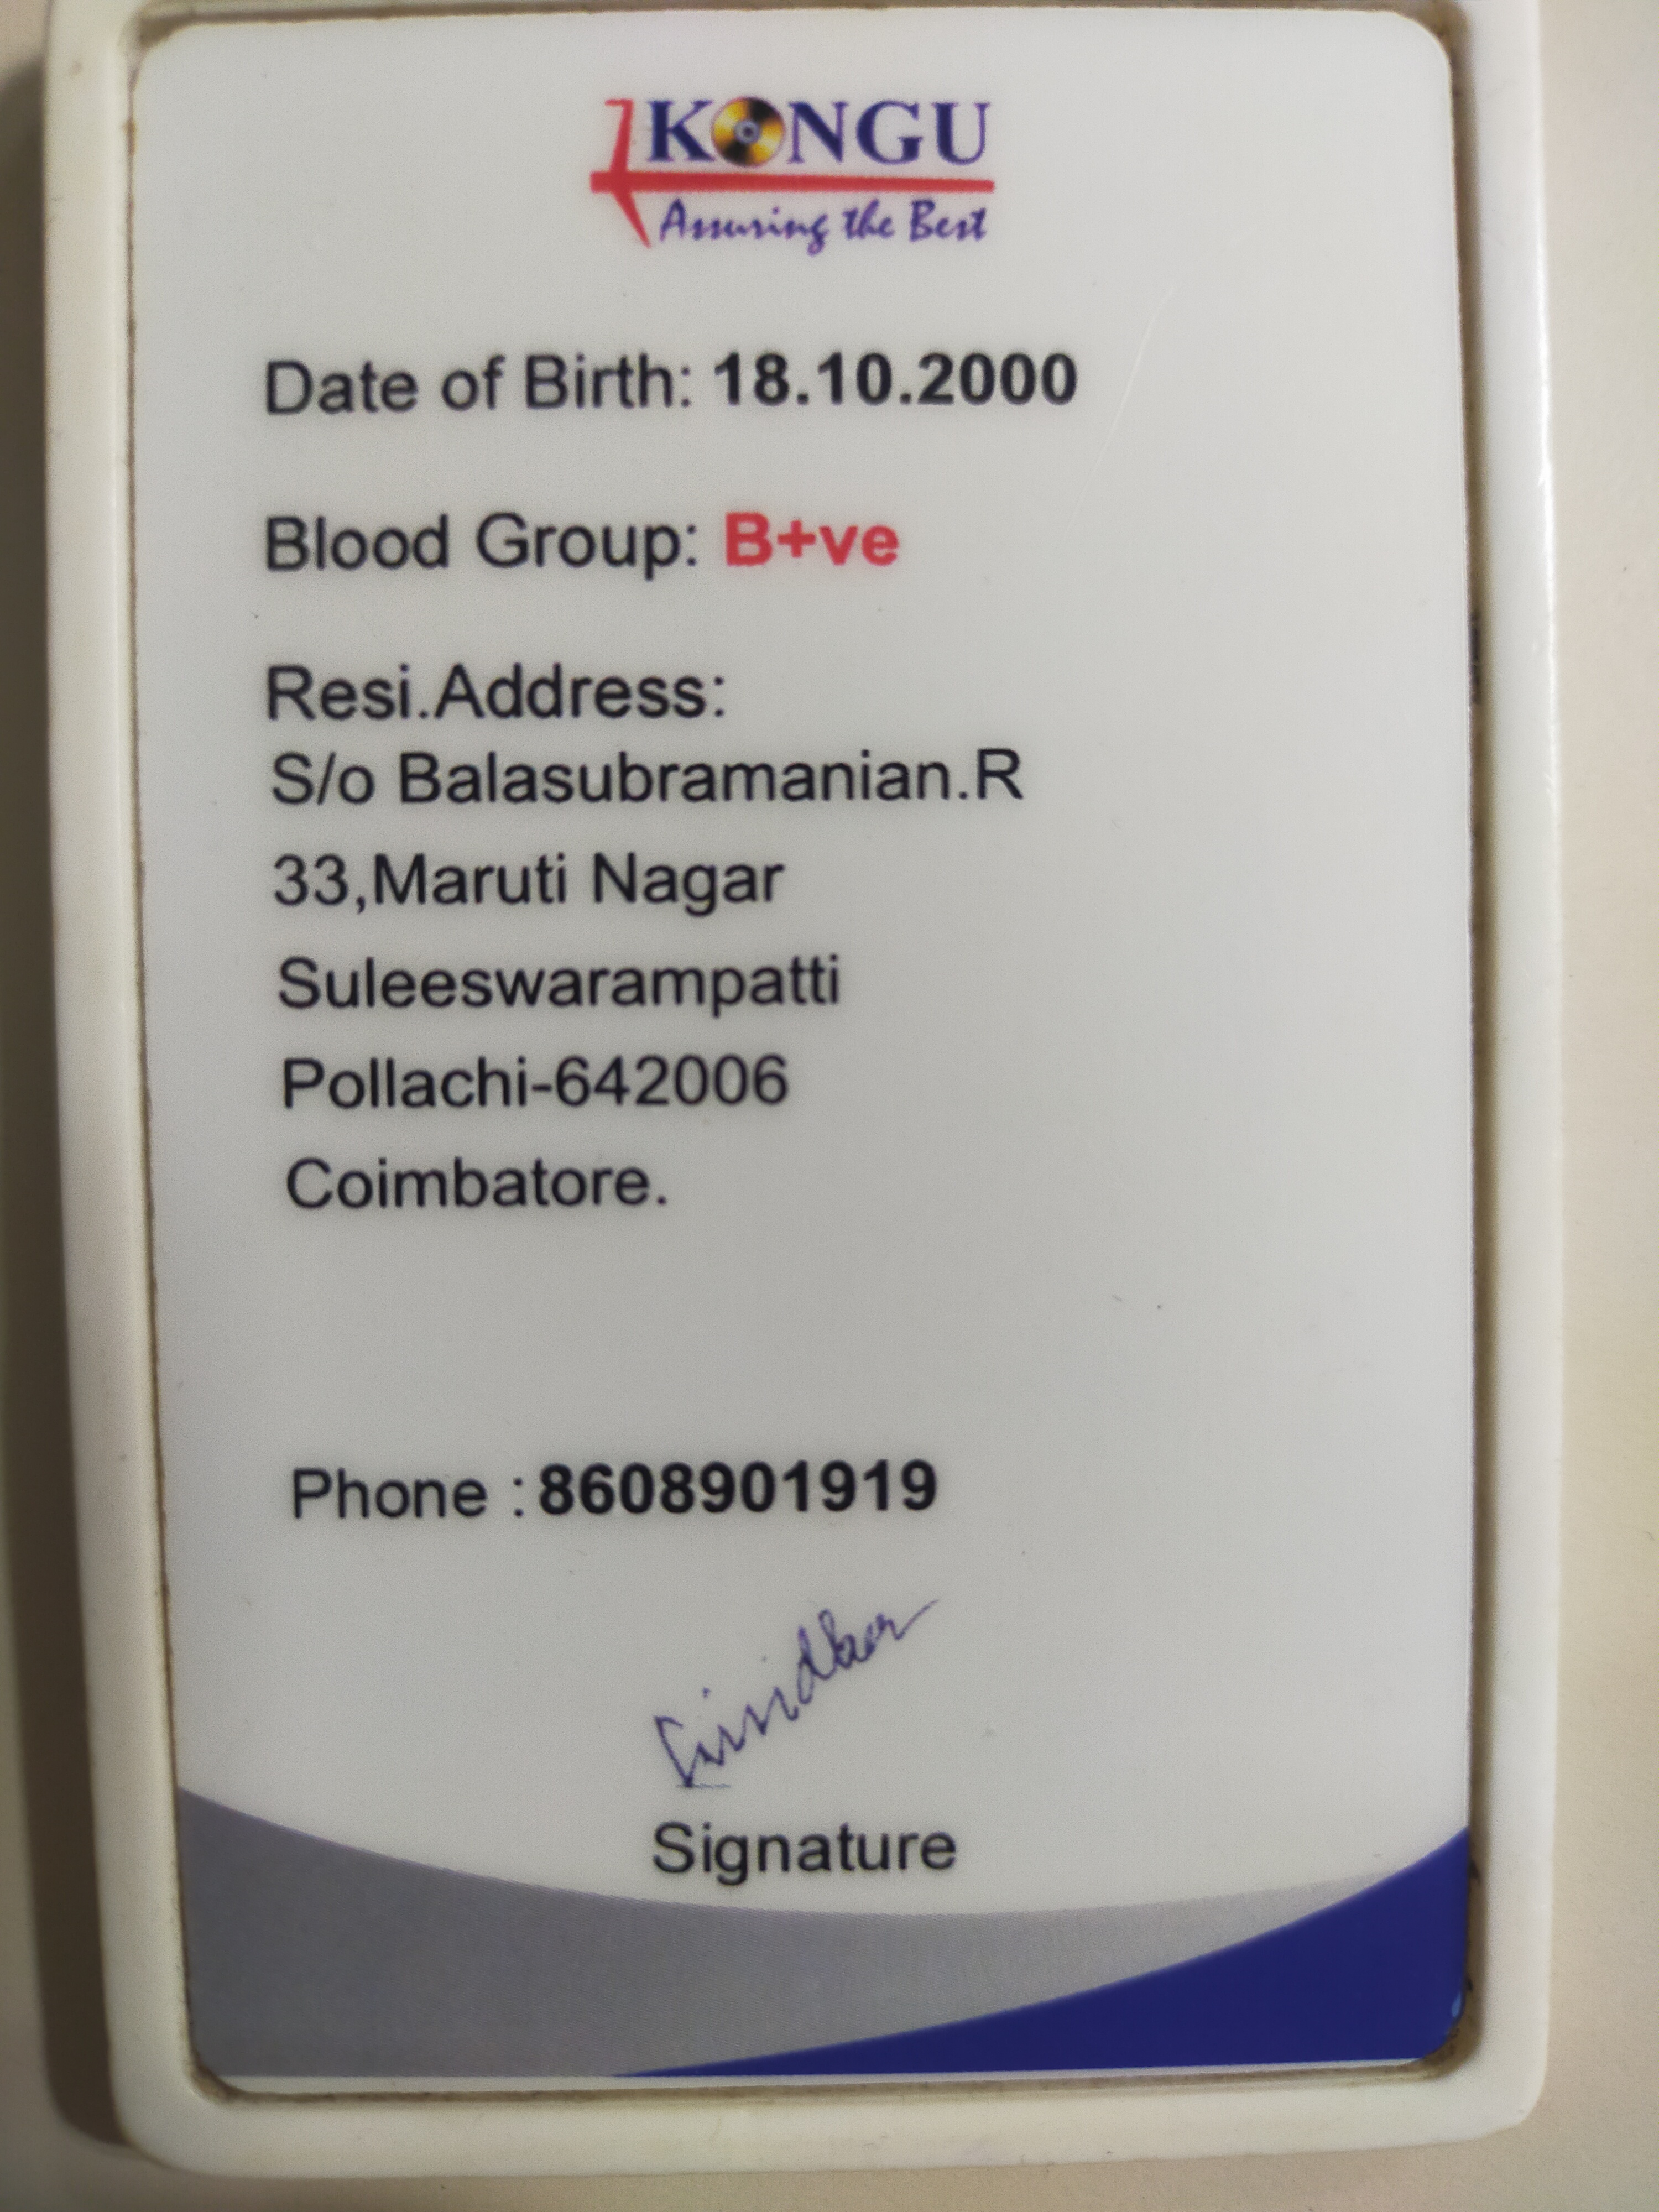 KONGU
Assuring the Best
Date of Birth: 18.10.2000
Blood Group: B+ve
Resi.Address:
S/o Balasubramanian.R
33,Maruti Nagar
Suleeswarampatti
Pollachi-642006
Coimbatore.
Phone : 8608901919
Signature